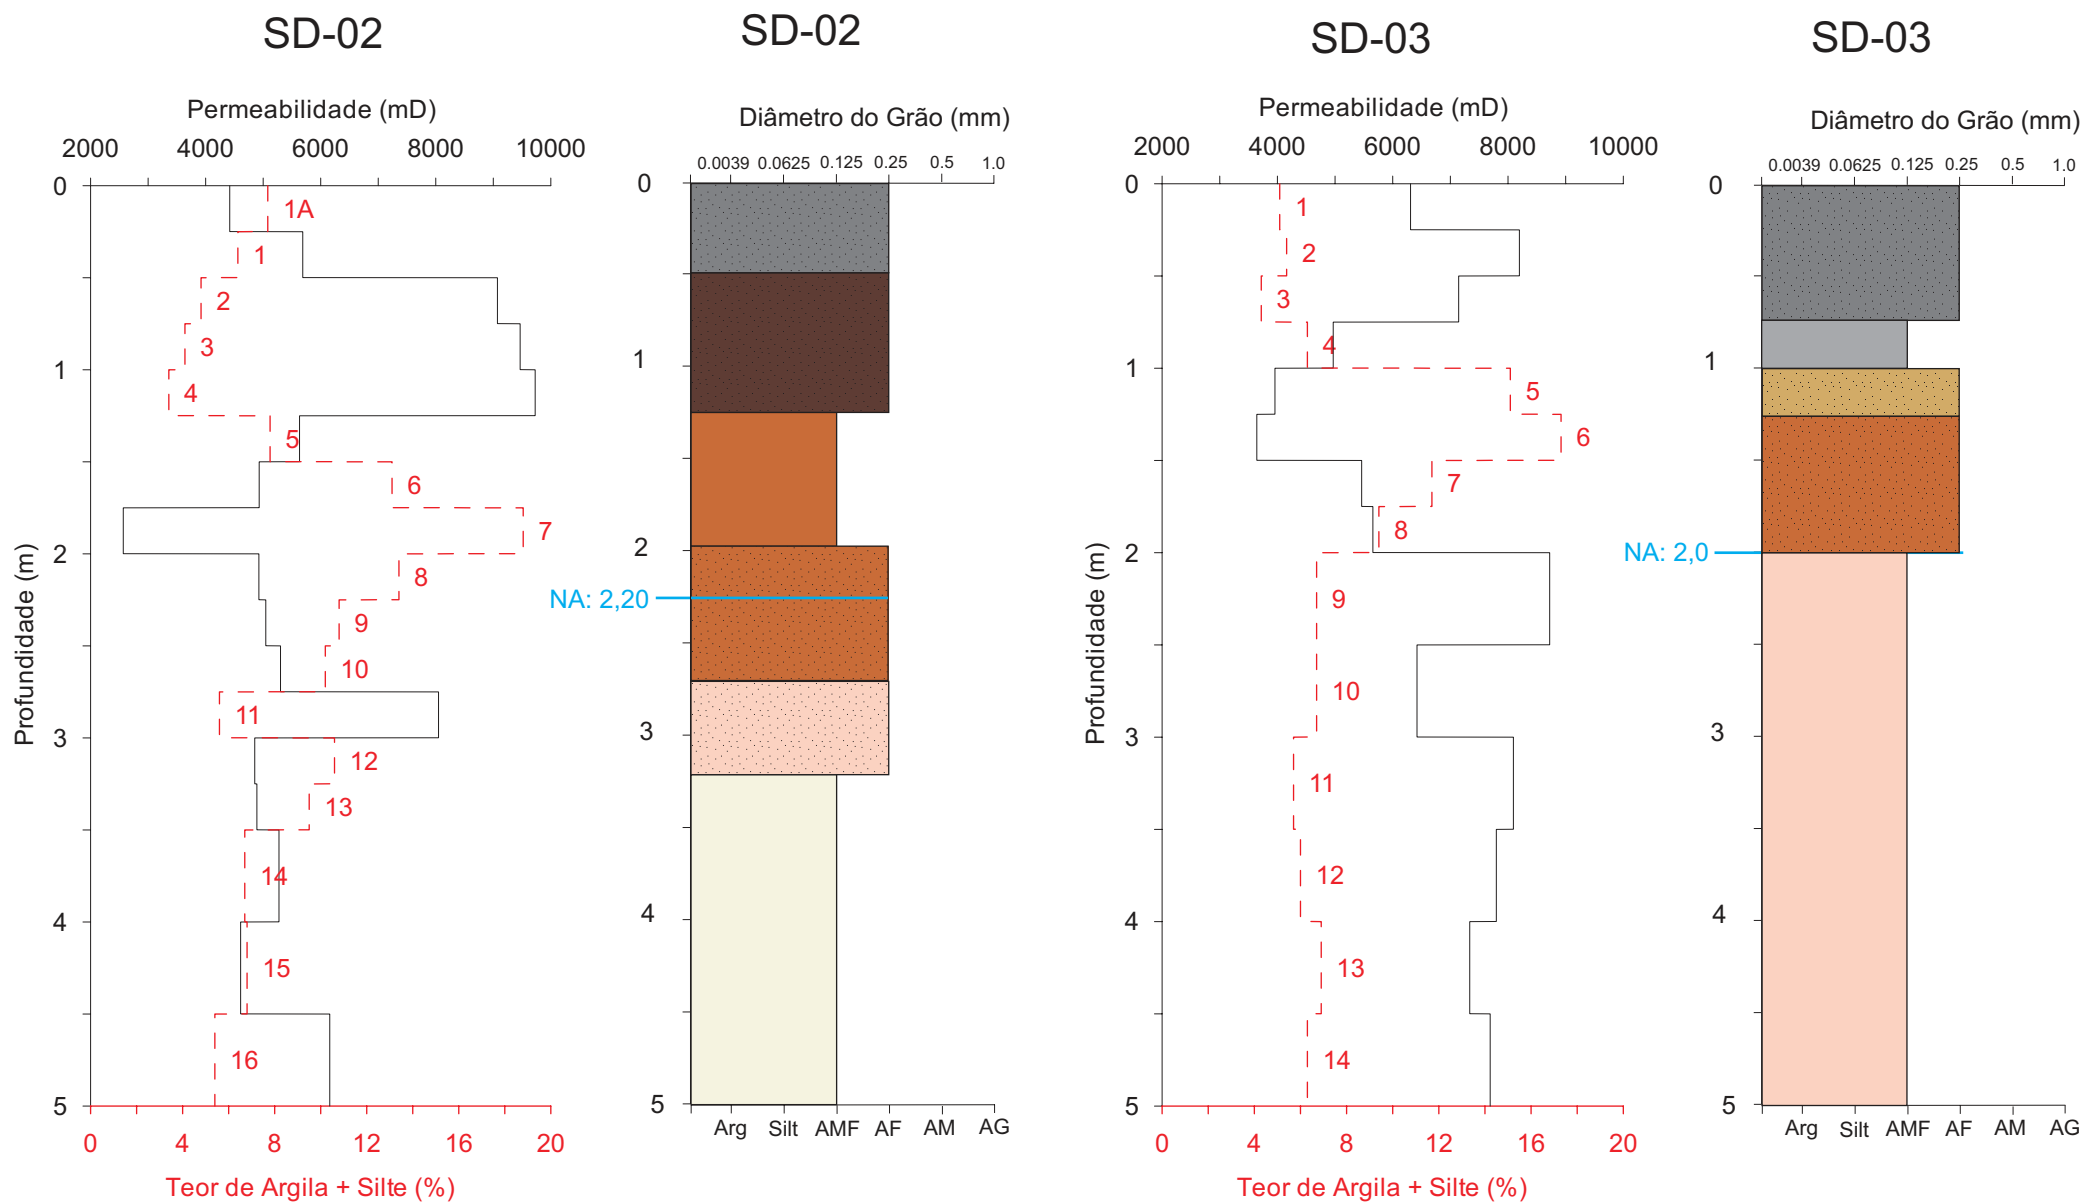 SD-02
Permeabilidade (mD)
2000 4000 6000 8000 10000
0
1
2
3
4
5
Profundidade (m)
1A
1
2
3
4
5
6
7
8
9
10
11
12
13
14
15
16
0 4 8 12 16 20
Teor de Argila + Silte (%)
SD-02
Diâmetro do Grão (mm)
0.0039 0.0625 0.125 0.25 0.5 1.0
0
1
2
NA: 2,20
3
4
5
Arg Silt AMF AF AM AG
SD-03
Permeabilidade (mD)
2000 4000 6000 8000 10000
0
1
2
3
4
5
Profundidade (m)
1
2
3
4
5
6
7
8
9
10
11
12
13
14
0 4 8 12 16 20
Teor de Argila + Silte (%)
SD-03
Diâmetro do Grão (mm)
0.0039 0.0625 0.125 0.25 0.5 1.0
0
1
NA: 2,0
3
4
5
Arg Silt AMF AF AM AG